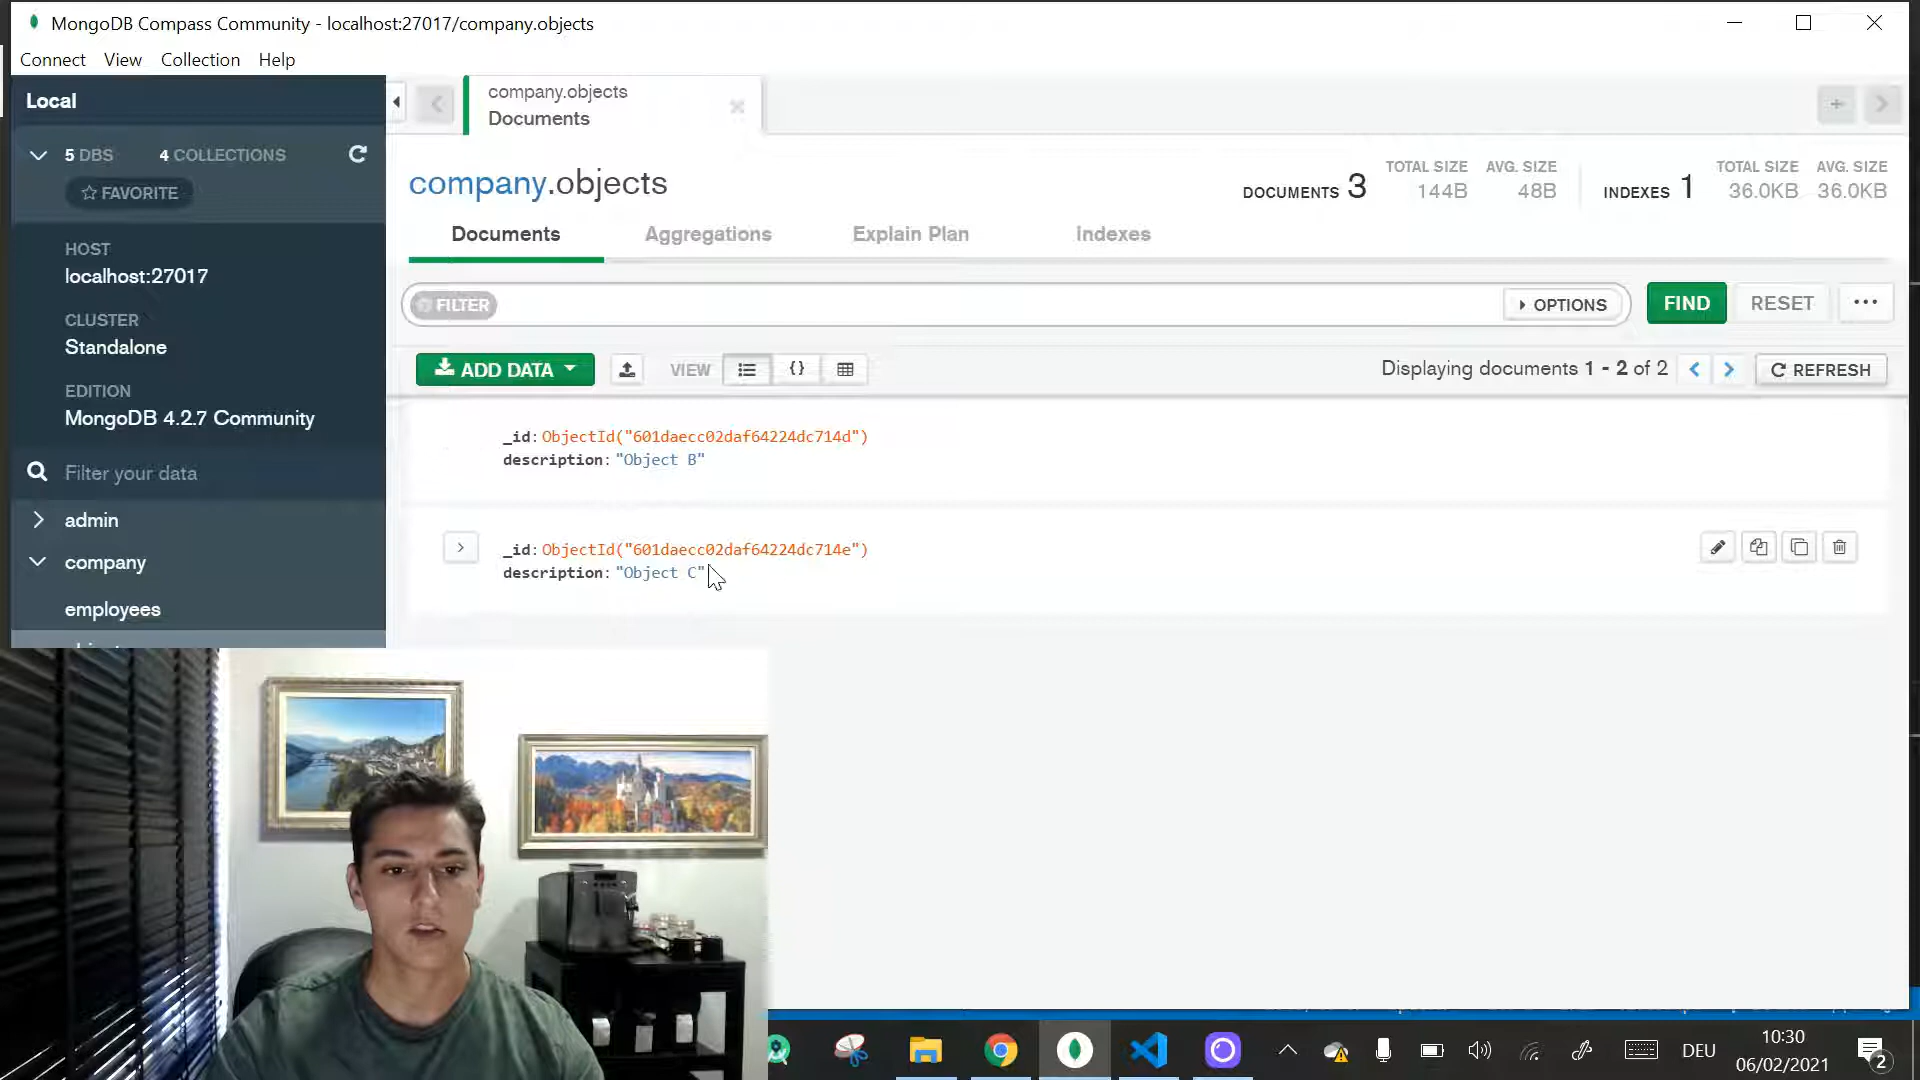 MongoDB Compass Community - localhost:27017/company.objects
Connect View Collection Help
Local
5 DBS 4 COLLECTIONS
FAVORITE
HOST
localhost:27017
CLUSTER
Standalone
EDITION
MongoDB 4.2.7 Community
Filter your data
admin
company
employees
company.objects
Documents
company.objects
DOCUMENTS 3
TOTAL SIZE
144B
AVG. SIZE
48B
INDEXES 1
TOTAL SIZE
36.0KB
AVG. SIZE
36.0KB
Documents Aggregations Explain Plan Indexes
FILTER
OPTIONS
FIND
RESET
ADD DATA
VIEW
{}
Displaying documents 1 - 2 of 2
REFRESH
_id: ObjectId("601daecc02daf64224dc714d")
description: "Object B"
_id: ObjectId("601daecc02daf64224dc714e")
description: "Object C"
DEU
10:30
06/02/2021
2